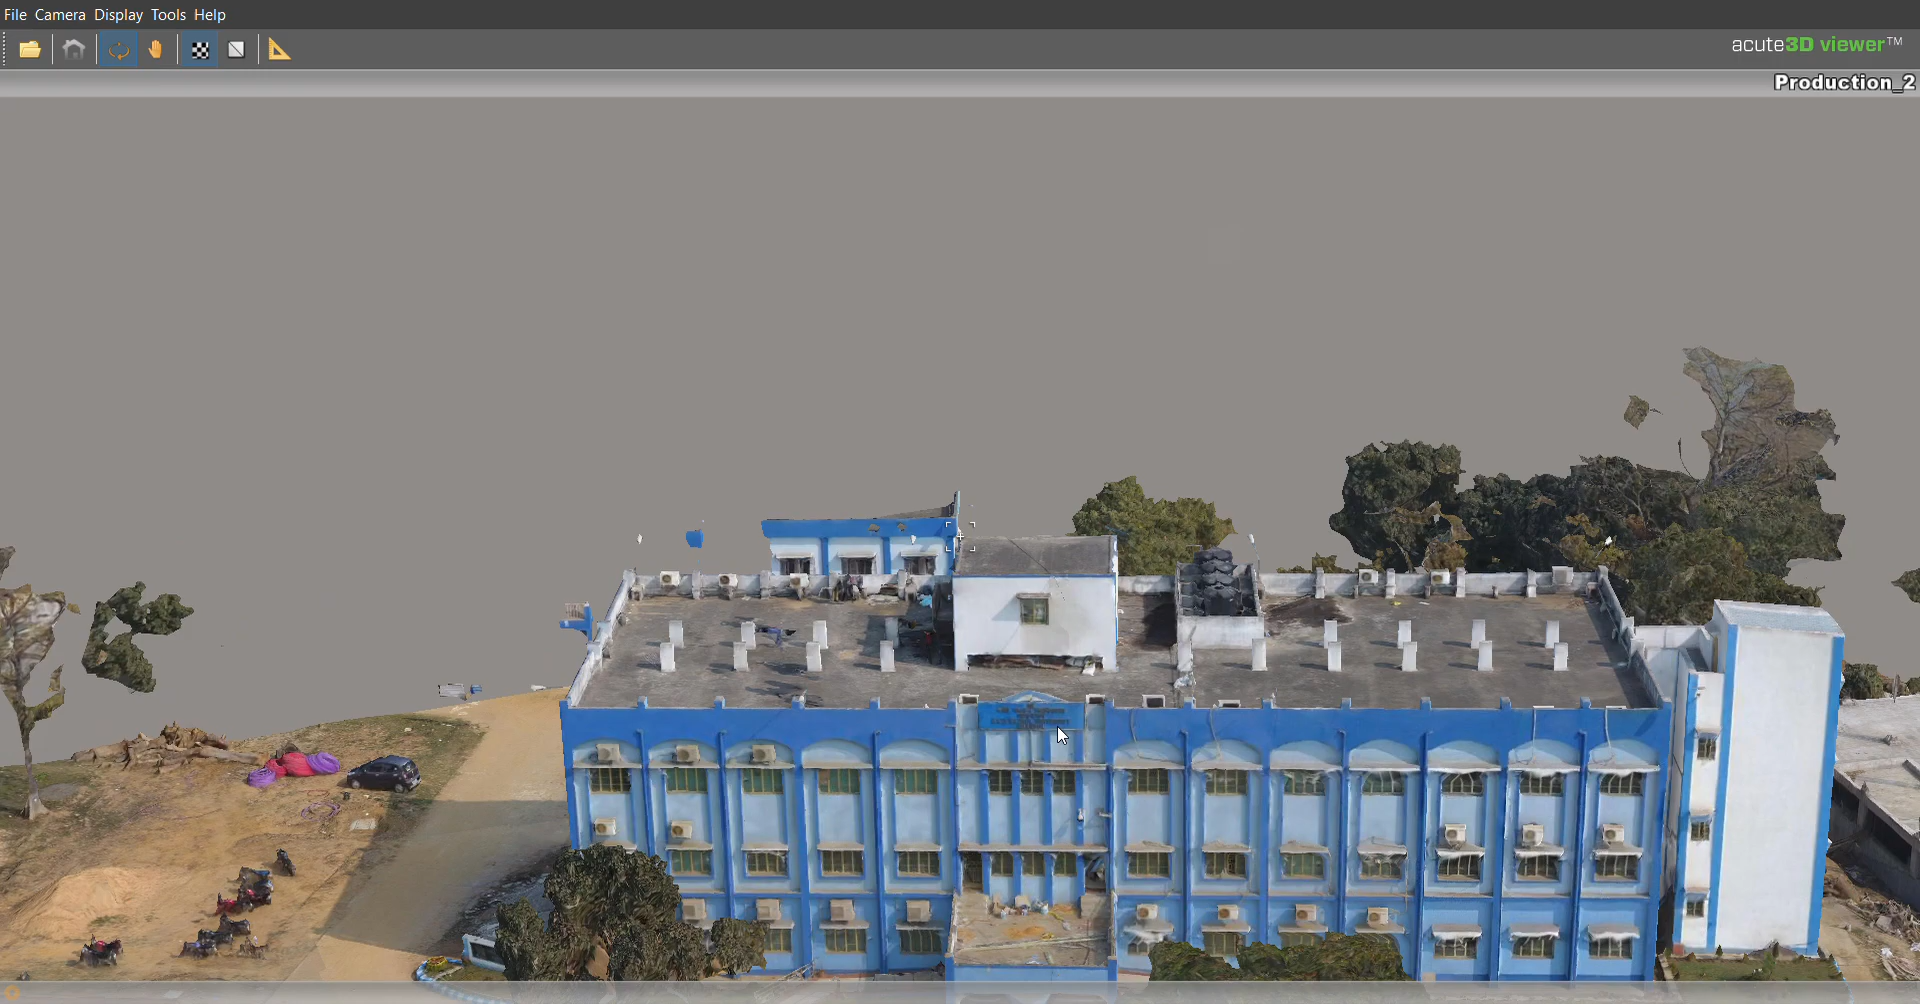 File Camera Display Tools Help
acute3D viewer™
Production_2